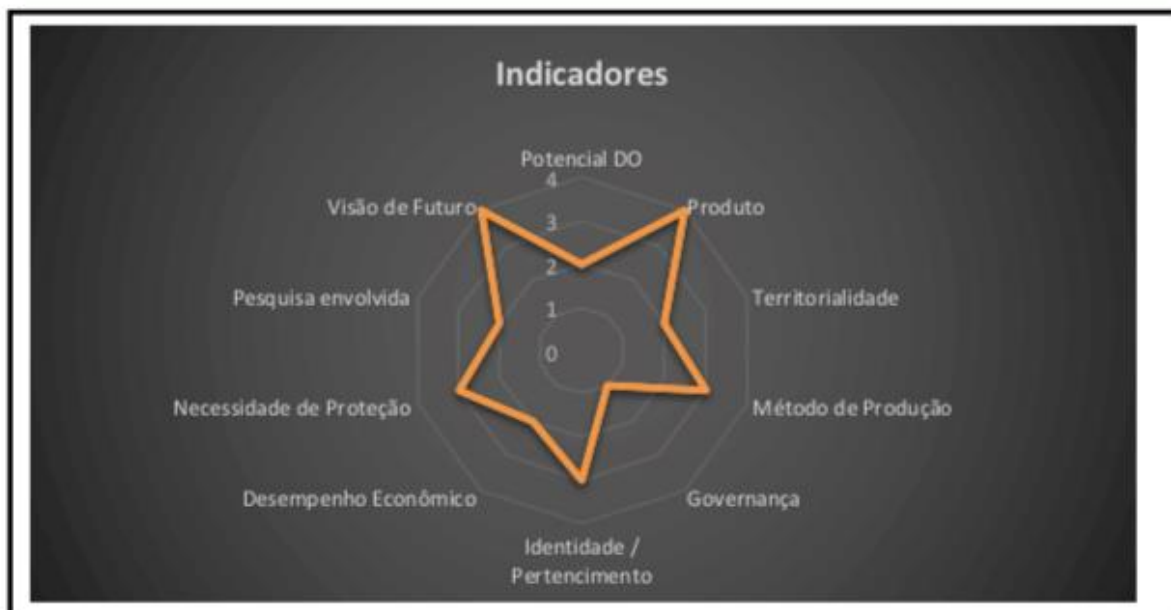 Indicadores
Potencial DO
4
Visão de Futuro
Produto
3
2
Pesquisa envolvida
Territorialidade
1
0
Necessidade de Proteção
Método de Produção
Desempenho Econômico
Governança
Identidade /
Pertencimento